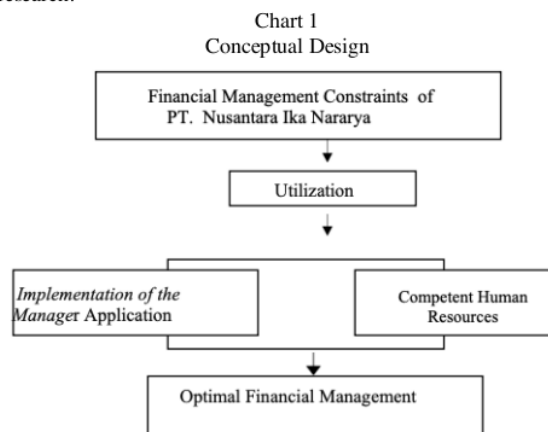 research.
Chart 1
Conceptual Design
Financial Management Constraints of
PT. Nusantara Ika Nararya
Utilization
Implementation of the
Manager Application
Competent Human
Resources
Optimal Financial Management